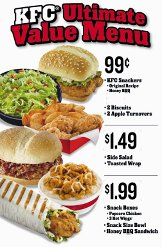 KFC Ultimate
Value Menu
99¢
• KFC Snackers
• Original Recipe
• Honey BBQ
• 2 Biscuits
• 2 Apple Turnovers
$1.49
• Side Salad
• Toasted Wrap
$1.99
• Snack Boxes
• Popcorn Chicken
• 3 Hot Wings
• Snack Size Bowl
• Honey BBQ Sandwich